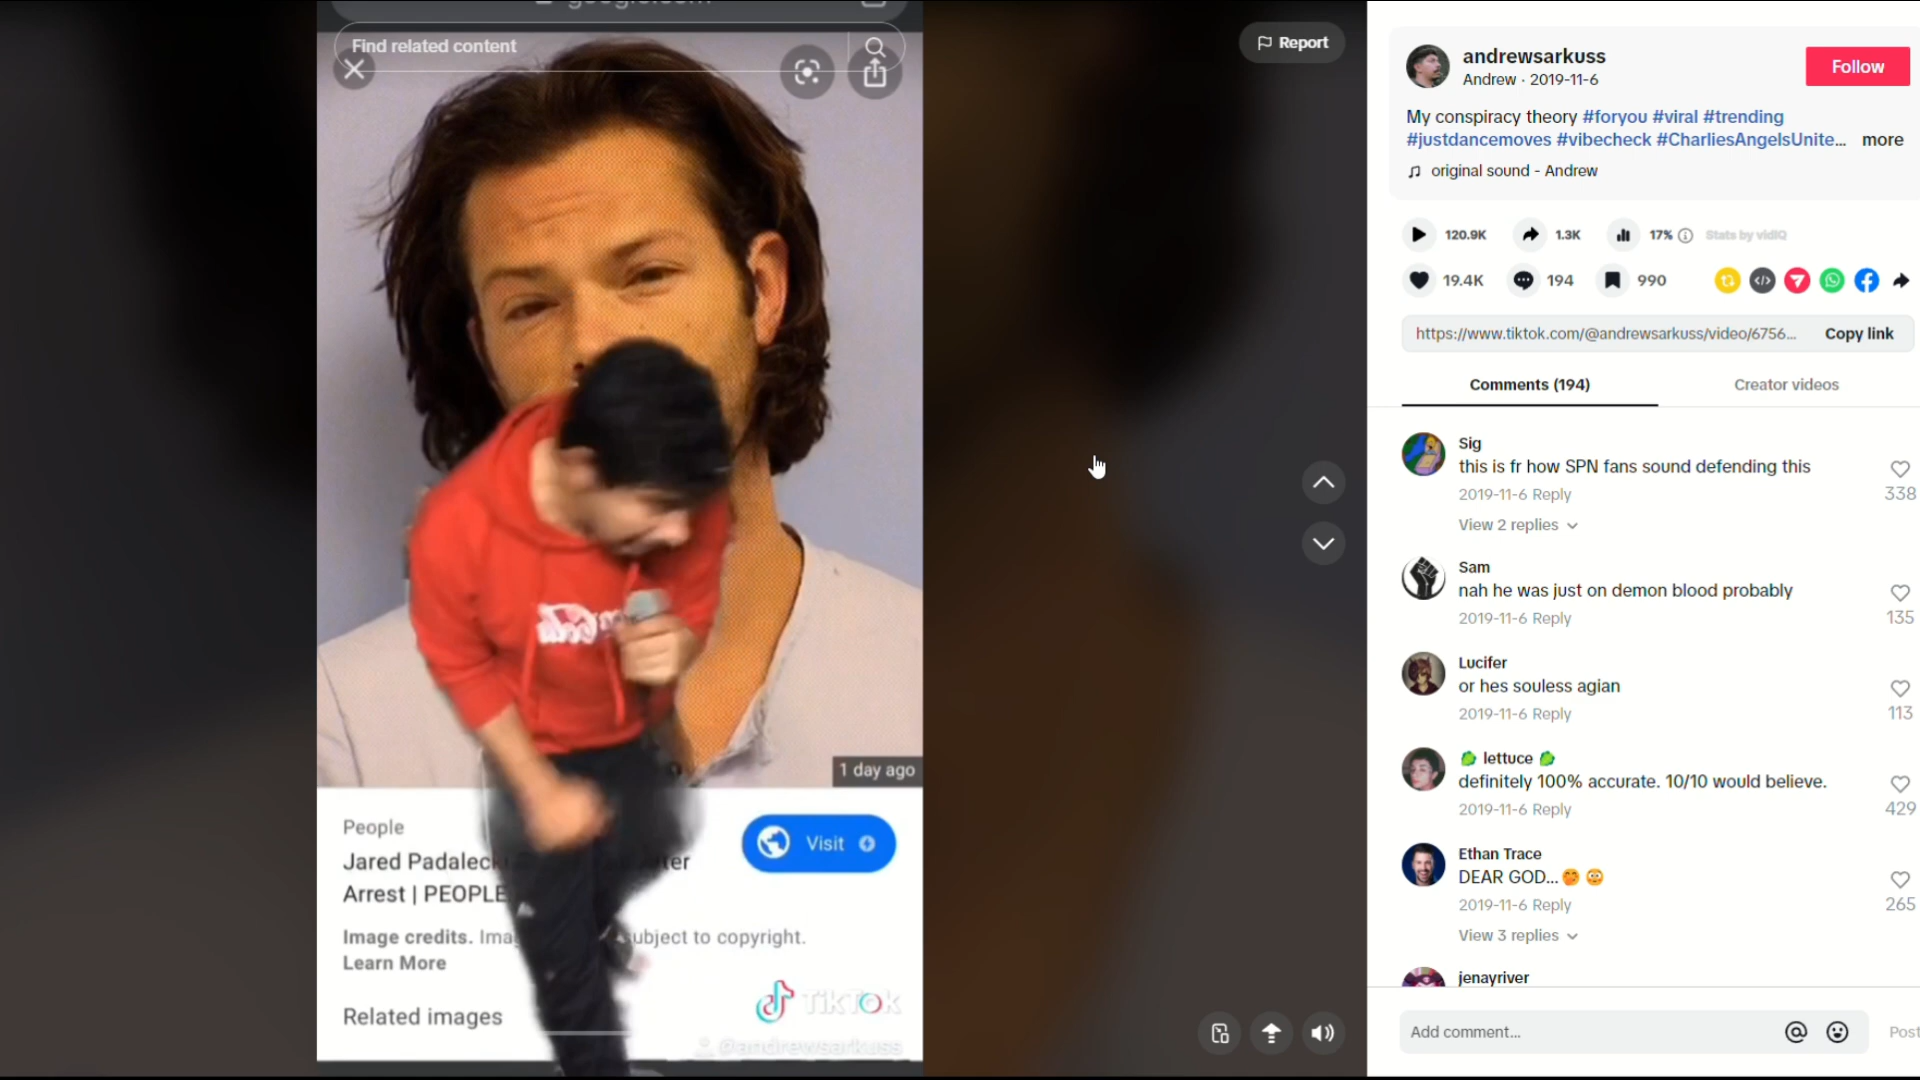 Find related content
1 day ago
People
Visit
Jared
Arrest | PEOPLE
Image credits.
subject to copyright.
Learn More
Related images
TikTok
@andrewsarkuss
Report
andrewsarkuss
Andrew · 2019-11-6
Follow
My conspiracy theory #foryou #viral #trending
#justdancemoves #vibecheck #CharliesAngelsUnite... more
original sound - Andrew
120.9K
1.3K
17%
Stats by vidIQ
19.4K
194
990
https://www.tiktok.com/@andrewsarkuss/video/6756...
Copy link
Comments (194)
Creator videos
Sig
this is fr how SPN fans sound defending this
338
2019-11-6 Reply
View 2 replies
Sam
nah he was just on demon blood probably
135
2019-11-6 Reply
Lucifer
or hes souless agian
113
2019-11-6 Reply
lettuce
definitely 100% accurate. 10/10 would believe.
429
2019-11-6 Reply
Ethan Trace
DEAR GOD...
265
2019-11-6 Reply
View 3 replies
jenayriver
Add comment...
Post